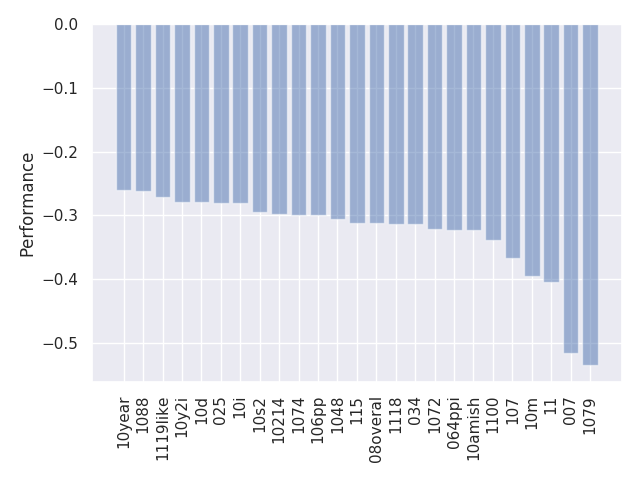 0.0
−0.1
−0.2
−0.3
−0.4
−0.5
Performance
10year
1088
1119like
10y2i
10d
025
10i
10s2
10214
1074
106pp
1048
115
08overal
1118
034
1072
064ppi
10amish
1100
107
10m
11
007
1079